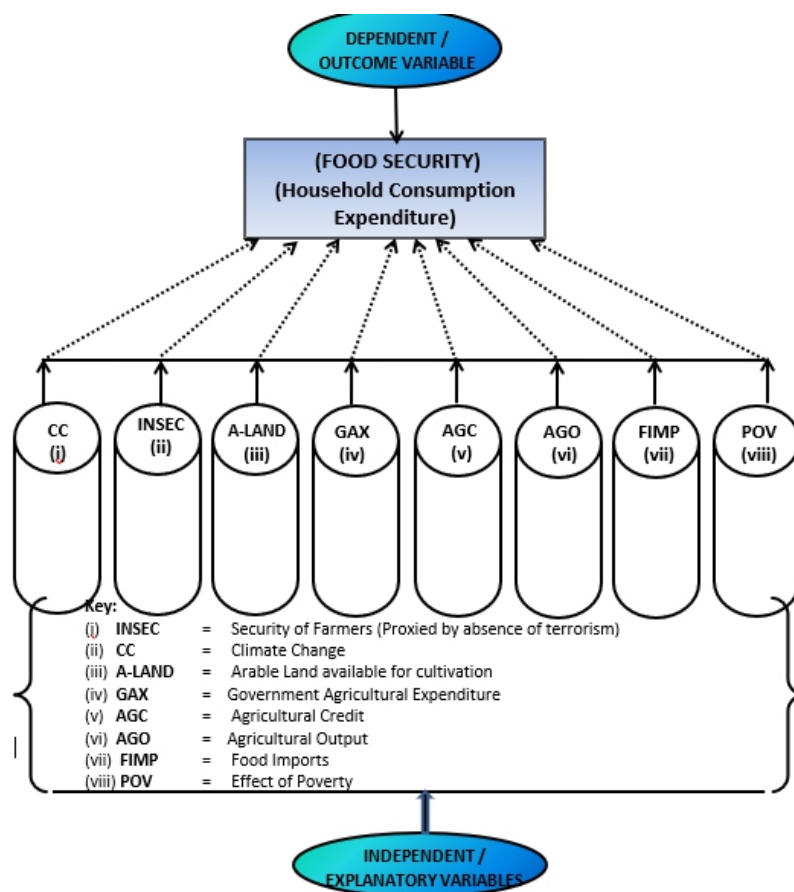 DEPENDENT /
OUTCOME VARIABLE
(FOOD SECURITY)
(Household Consumption
Expenditure)
CC
(i)
INSEC
(ii)
A-LAND
(iii)
GAX
(iv)
AGC
(v)
AGO
(vi)
FIMP
(vii)
POV
(viii)
Key:
(i) INSEC = Security of Farmers (Proxied by absence of terrorism)
(ii) CC = Climate Change
(iii) A-LAND = Arable Land available for cultivation
(iv) GAX = Government Agricultural Expenditure
(v) AGC = Agricultural Credit
(vi) AGO = Agricultural Output
(vii) FIMP = Food Imports
(viii) POV = Effect of Poverty
INDEPENDENT /
EXPLANATORY VARIABLES